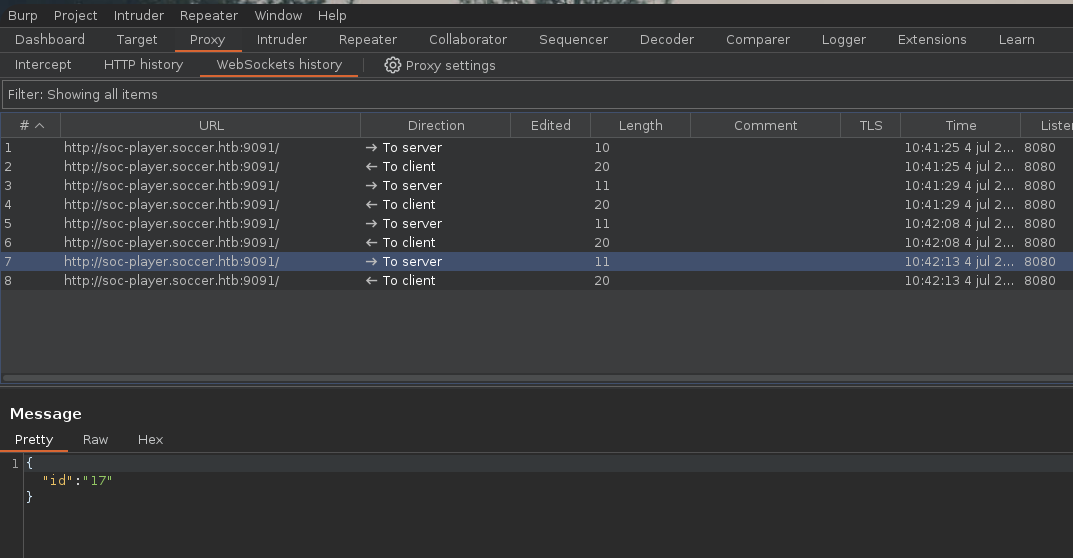 Burp Project Intruder Repeater Window Help
Dashboard Target Proxy Intruder Repeater Collaborator Sequencer Decoder Comparer Logger Extensions Learn
Intercept HTTP history WebSockets history Proxy settings
Filter: Showing all items
# URL Direction Edited Length Comment TLS Time Listen
1 http://soc-player.soccer.htb:9091/ → To server 10 10:41:25 4 jul 2... 8080
2 http://soc-player.soccer.htb:9091/ ← To client 20 10:41:25 4 jul 2... 8080
3 http://soc-player.soccer.htb:9091/ → To server 11 10:41:29 4 jul 2... 8080
4 http://soc-player.soccer.htb:9091/ ← To client 20 10:41:29 4 jul 2... 8080
5 http://soc-player.soccer.htb:9091/ → To server 11 10:42:08 4 jul 2... 8080
6 http://soc-player.soccer.htb:9091/ ← To client 20 10:42:08 4 jul 2... 8080
7 http://soc-player.soccer.htb:9091/ → To server 11 10:42:13 4 jul 2... 8080
8 http://soc-player.soccer.htb:9091/ ← To client 20 10:42:13 4 jul 2... 8080
Message
Pretty Raw Hex
1 {
"id":"17"
}